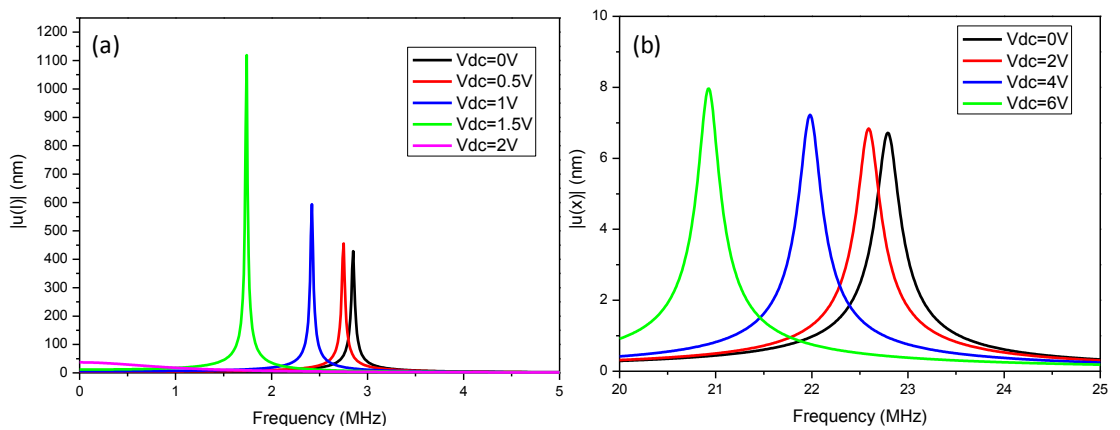 (a)
Vdc=0V
Vdc=0.5V
Vdc=1V
Vdc=1.5V
Vdc=2V
|u(l)| (nm)
1200
1100
1000
900
800
700
600
500
400
300
200
100
0
0 1 2 3 4 5
Frequency (MHz)
(b)
Vdc=0V
Vdc=2V
Vdc=4V
Vdc=6V
|u(x)| (nm)
10
8
6
4
2
0
20 21 22 23 24 25
Frequency (MHz)